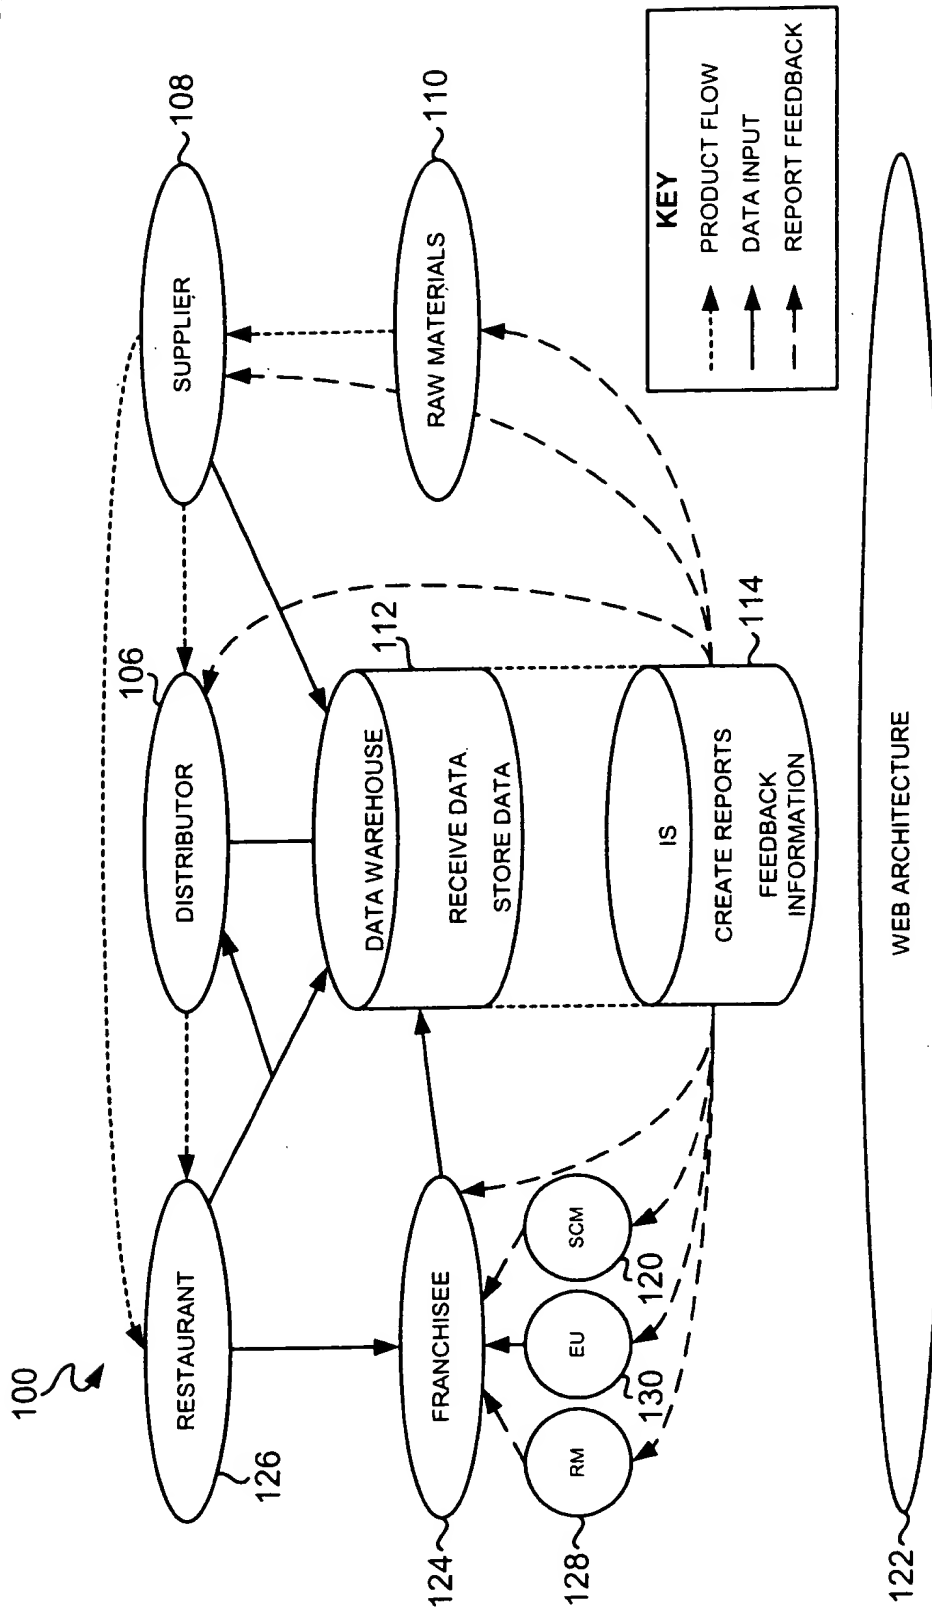 100
RESTAURANT
126
DISTRIBUTOR
106
SUPPLIER
108
FRANCHISEE
124
RM
128
EU
130
SCM
120
DATA WAREHOUSE
RECEIVE DATA
STORE DATA
112
RAW MATERIALS
110
IS
CREATE REPORTS
FEEDBACK
INFORMATION
114
KEY
PRODUCT FLOW
DATA INPUT
REPORT FEEDBACK
WEB ARCHITECTURE
122